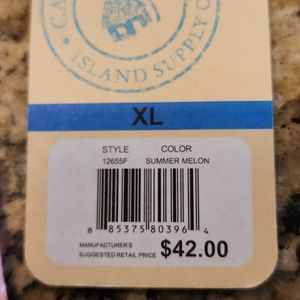 ISLAND SUPPLY
XL
STYLE COLOR
12655F SUMMER MELON
8 85375 80396 4
MANUFACTURER'S
SUGGESTED RETAIL PRICE $42.00